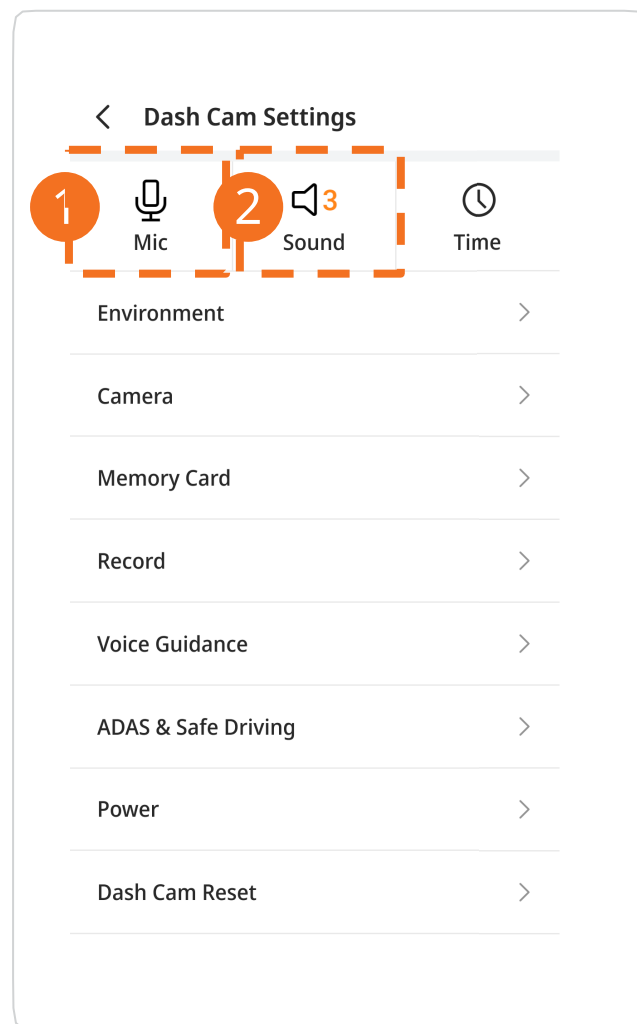 Dash Cam Settings
1
2
3
Mic
Sound
Time
Environment
Camera
Memory Card
Record
Voice Guidance
ADAS & Safe Driving
Power
Dash Cam Reset